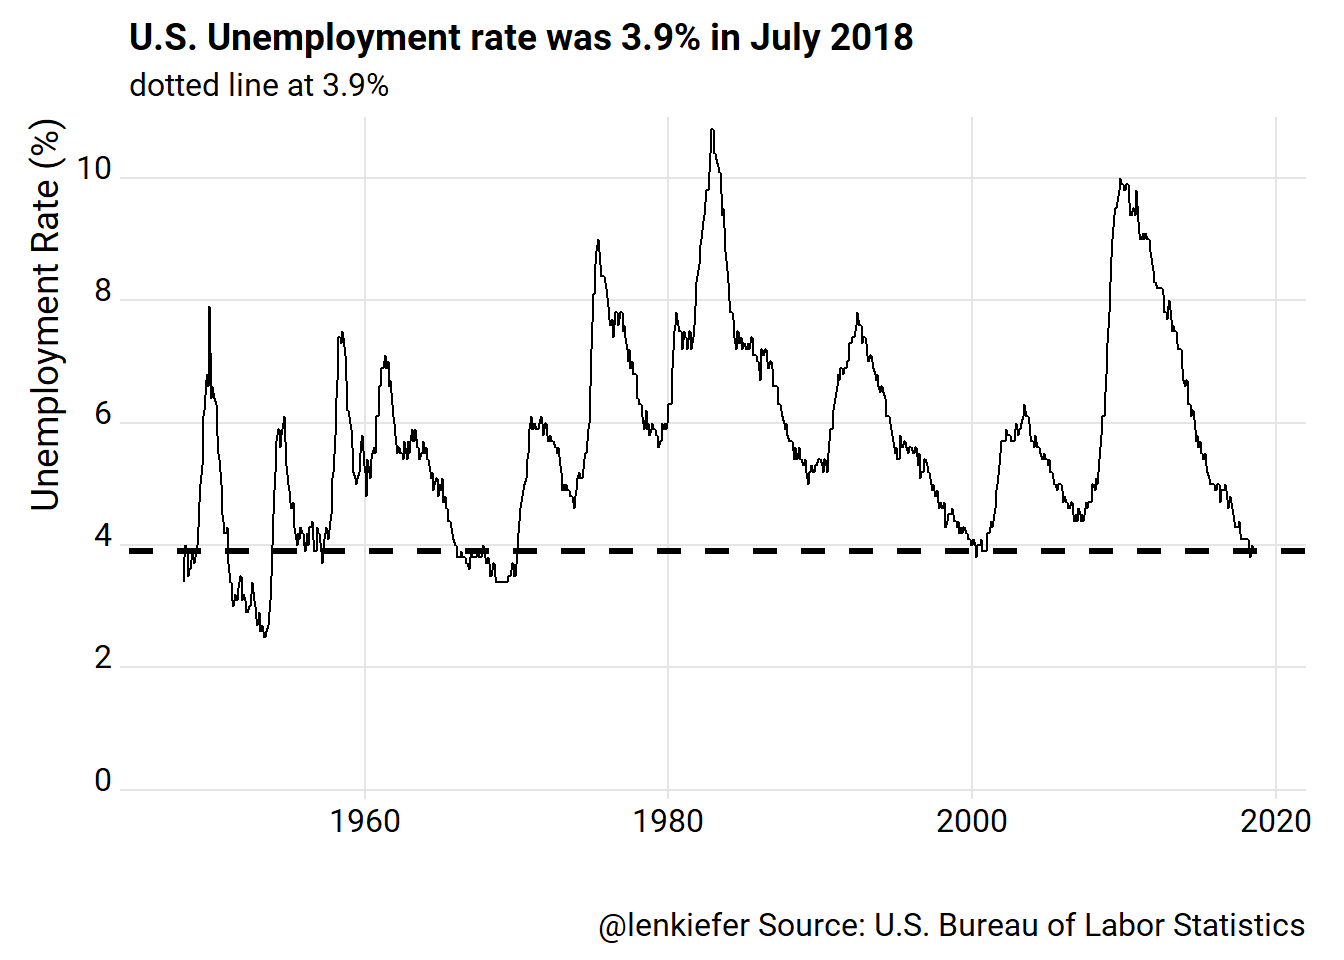 U.S. Unemployment rate was 3.9% in July 2018
dotted line at 3.9%
Unemployment Rate (%)
10
8
6
4
2
0
1960 1980 2000 2020
@lenkiefer Source: U.S. Bureau of Labor Statistics